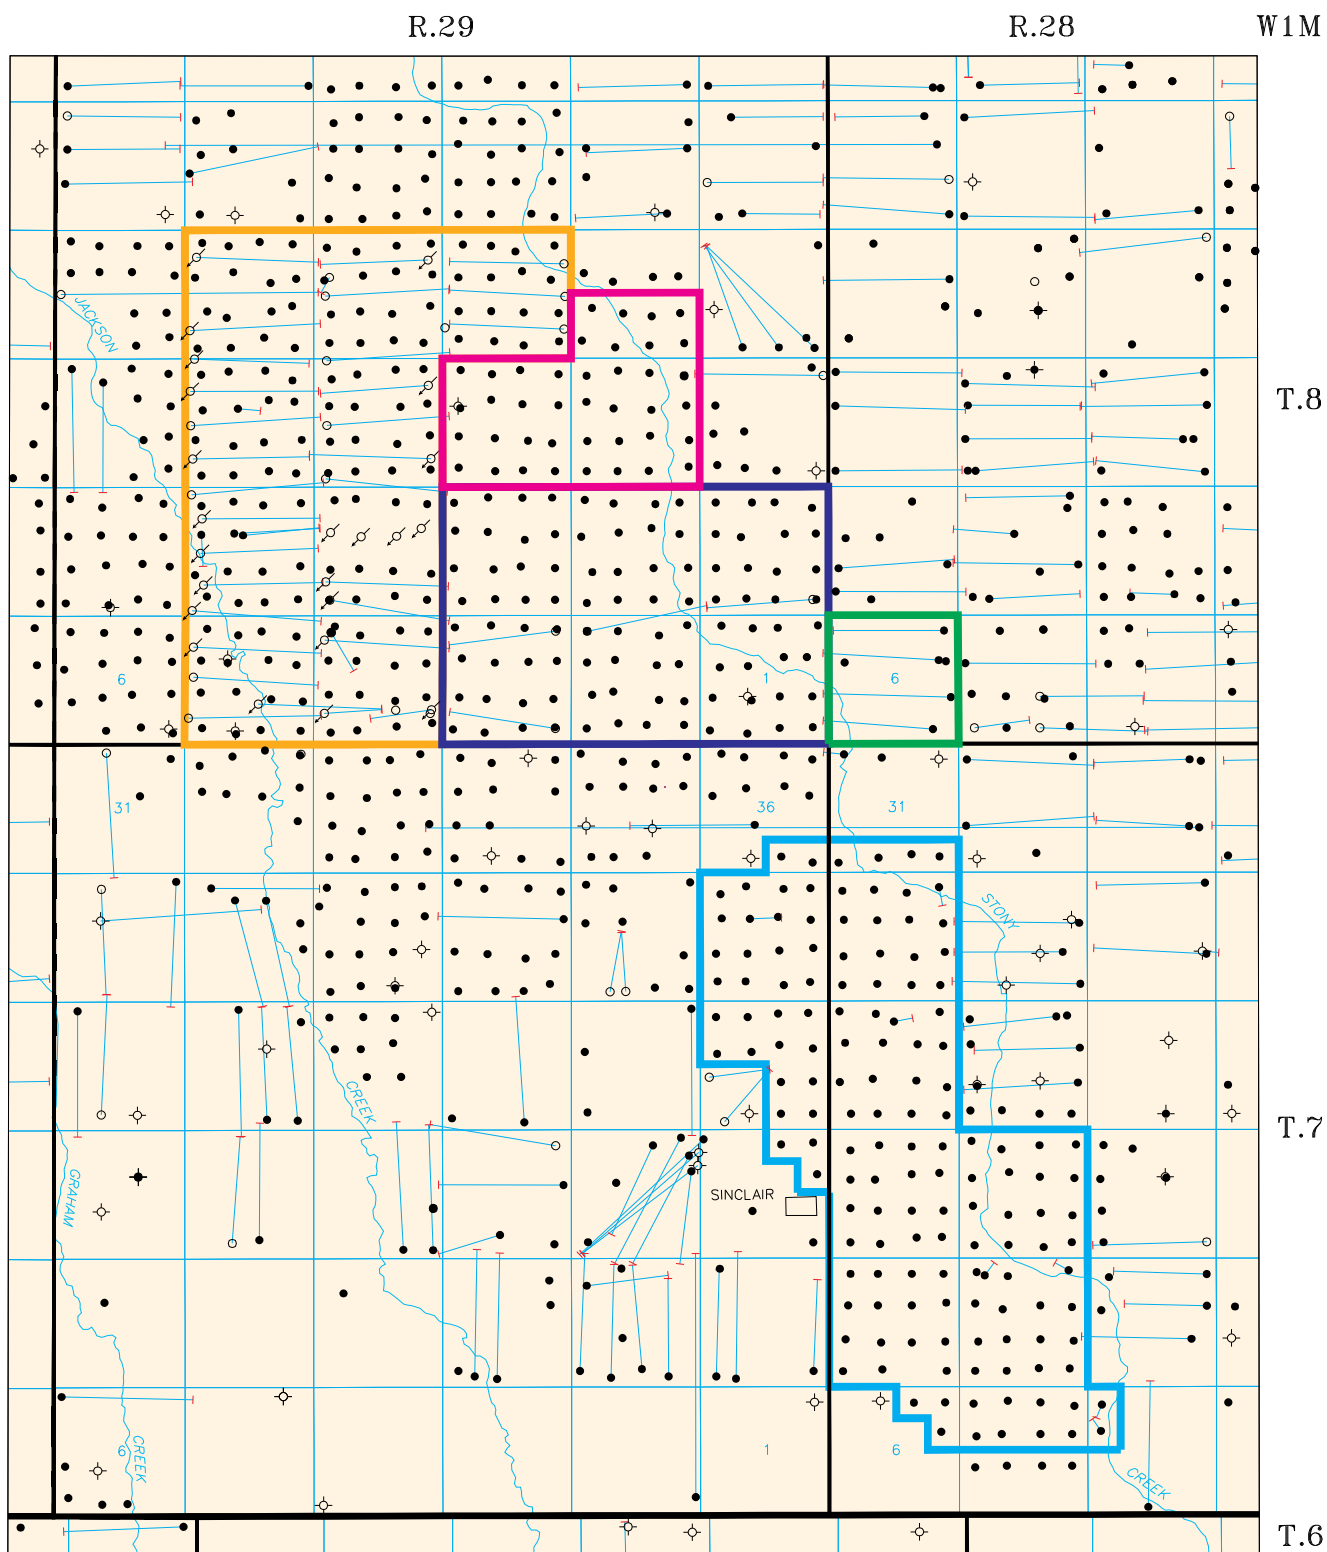 R.29 R.28 W1M
JACKSON
T.8
6 1 6
31 36 31
STONY
CREEK
T.7
GRAHAM
SINCLAIR
6 1 6
CREEK
CREEK
T.6